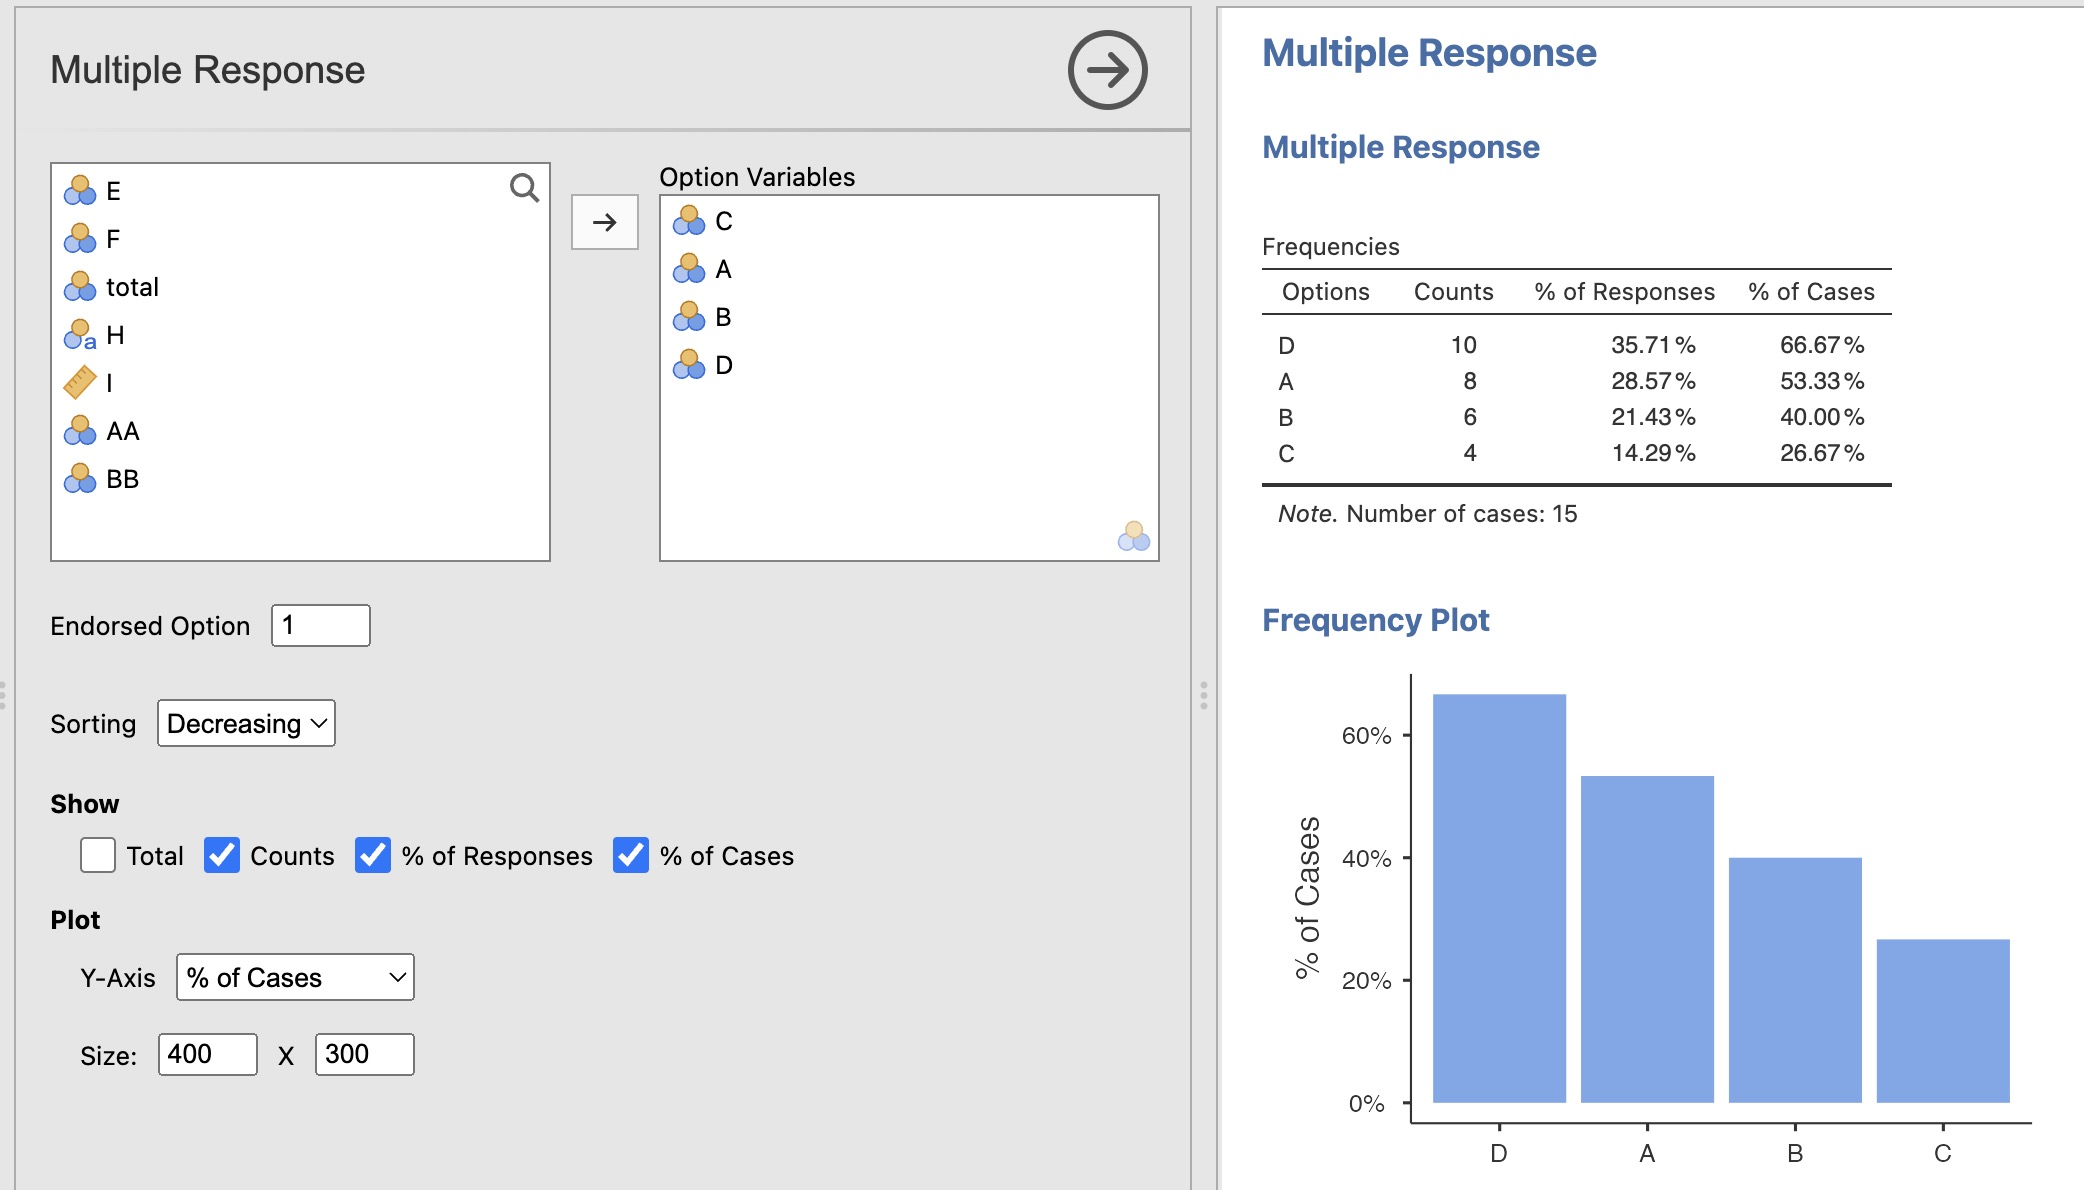 Multiple Response
E
F
total
H
I
AA
BB
Option Variables
C
A
B
D
Endorsed Option 1
Sorting Decreasing
Show
Total Counts % of Responses % of Cases
Plot
Y-Axis % of Cases
Size: 400 X 300
Multiple Response
Multiple Response
Frequencies
Options Counts % of Responses % of Cases
D 10 35.71% 66.67%
A 8 28.57% 53.33%
B 6 21.43% 40.00%
C 4 14.29% 26.67%
Note. Number of cases: 15
Frequency Plot
% of Cases
60%
40%
20%
0%
D A B C